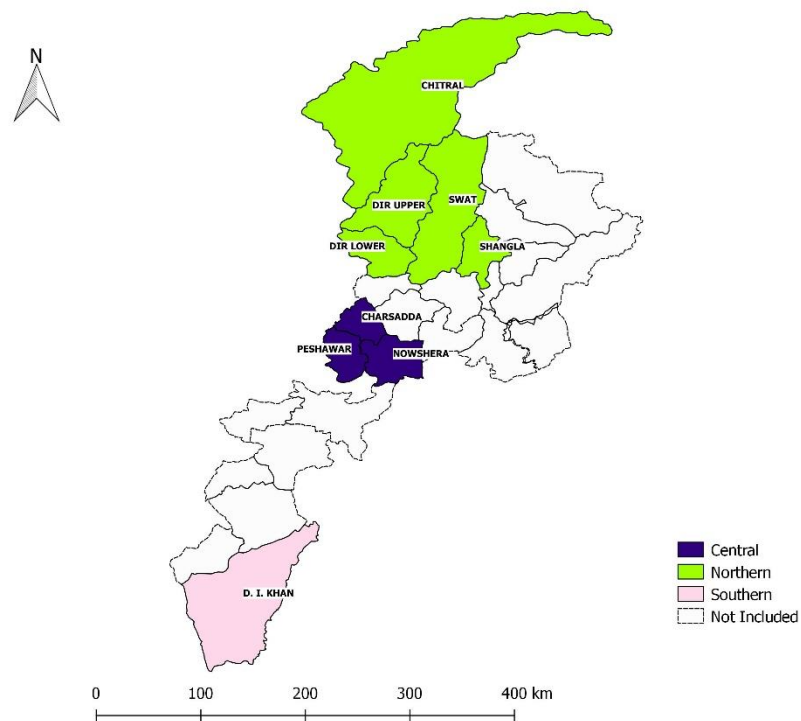 N
CHITRAL
DIR UPPER
SWAT
DIR LOWER
SHANGLA
CHARSADDA
PESHAWAR
NOWSHERA
D. I. KHAN
Central
Northern
Southern
Not Included
0 100 200 300 400 km